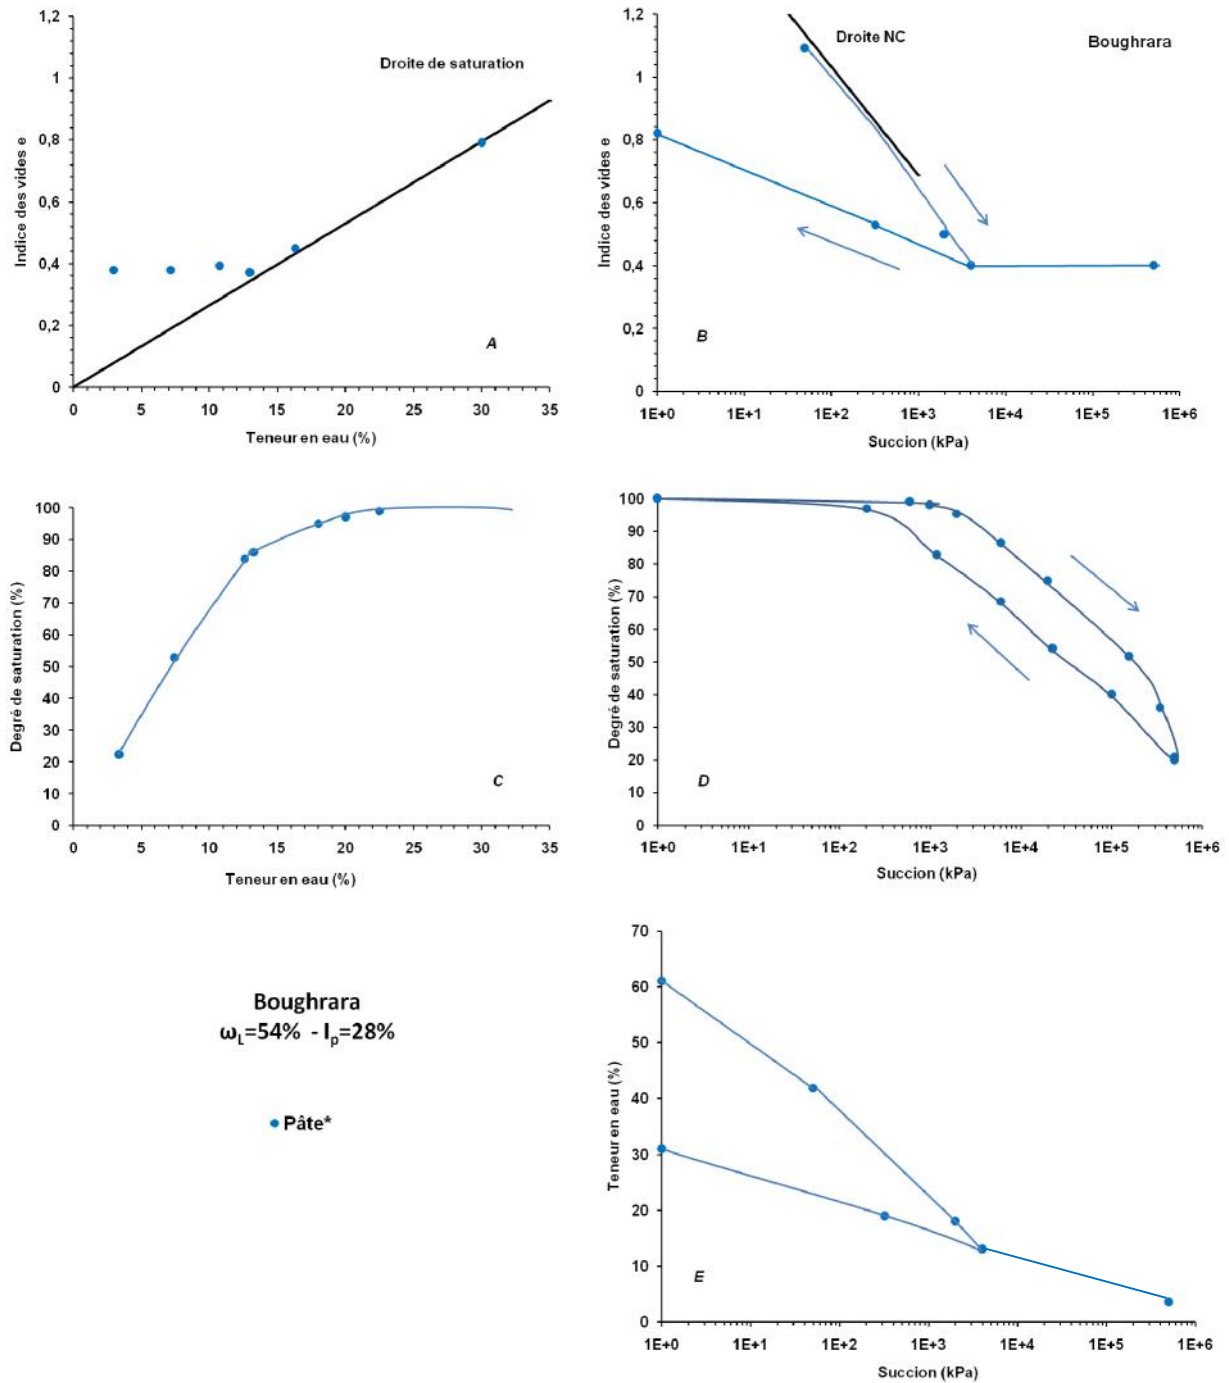 1,2
1
0,8
0,6
0,4
0,2
0
Indice des vides e
Droite de saturation
A
0 5 10 15 20 25 30 35
Teneur en eau (%)
1,2
1
0,8
0,6
0,4
0,2
0
Indice des vides e
Droite NC
Boughrara
B
1E+0 1E+1 1E+2 1E+3 1E+4 1E+5 1E+6
Succion (kPa)
100
90
80
70
60
50
40
30
20
10
0
Degré de saturation (%)
C
0 5 10 15 20 25 30 35
Teneur en eau (%)
100
90
80
70
60
50
40
30
20
10
0
Degré de saturation (%)
D
1E+0 1E+1 1E+2 1E+3 1E+4 1E+5 1E+6
Succion (kPa)
Boughrara
ωL=54% - Ip=28%
Pâte*
70
60
50
40
30
20
10
0
Teneur en eau (%)
E
1E+0 1E+1 1E+2 1E+3 1E+4 1E+5 1E+6
Succion (kPa)